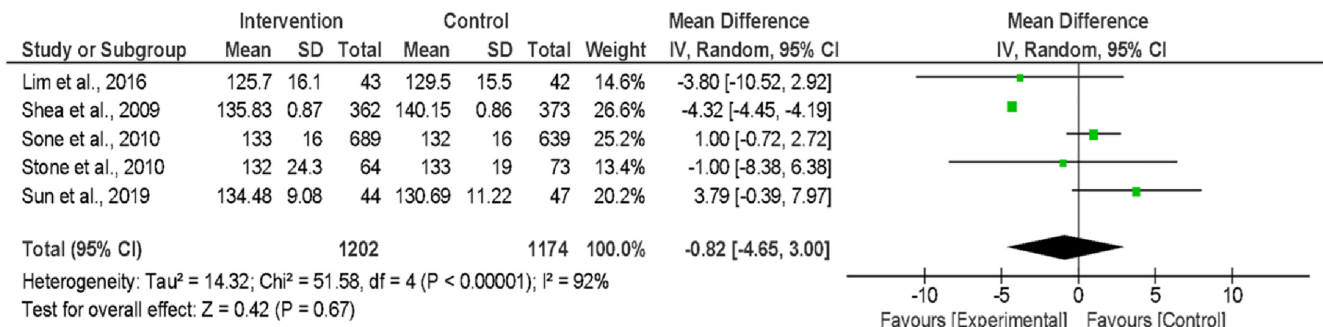 Intervention Control Mean Difference Mean Difference
Study or Subgroup Mean SD Total Mean SD Total Weight IV, Random, 95% CI IV, Random, 95% CI
Lim et al., 2016 125.7 16.1 43 129.5 15.5 42 14.6% -3.80 [-10.52, 2.92]
Shea et al., 2009 135.83 0.87 362 140.15 0.86 373 26.6% -4.32 [-4.45, -4.19]
Sone et al., 2010 133 16 689 132 16 639 25.2% 1.00 [-0.72, 2.72]
Stone et al., 2010 132 24.3 64 133 19 73 13.4% -1.00 [-8.38, 6.38]
Sun et al., 2019 134.48 9.08 44 130.69 11.22 47 20.2% 3.79 [-0.39, 7.97]
Total (95% CI) 1202 1174 100.0% -0.82 [-4.65, 3.00]
Heterogeneity: Tau² = 14.32; Chi² = 51.58, df = 4 (P < 0.00001); I² = 92%
Test for overall effect: Z = 0.42 (P = 0.67)
-10 -5 0 5 10
Favours [Experimental] Favours [Control]